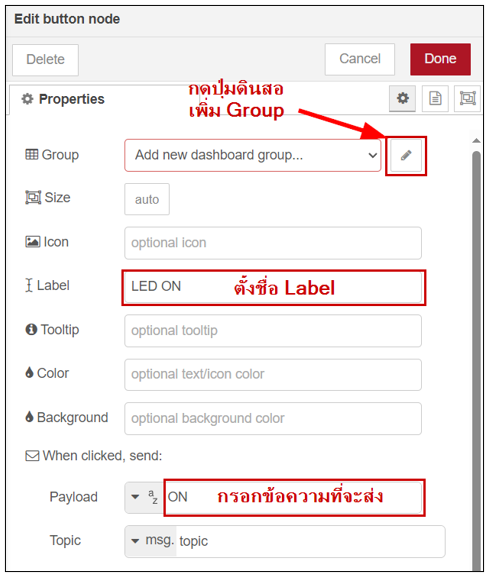 Edit button node
Delete
Cancel
Done
กดปุ่มดินสอ
เพิ่ม Group
Properties
Group
Add new dashboard group...
Size
auto
Icon
optional icon
Label
LED ON
ตั้งชื่อ Label
Tooltip
optional tooltip
Color
optional text/icon color
Background
optional background color
When clicked, send:
Payload
az
ON
กรอกข้อความที่จะส่ง
Topic
msg. topic